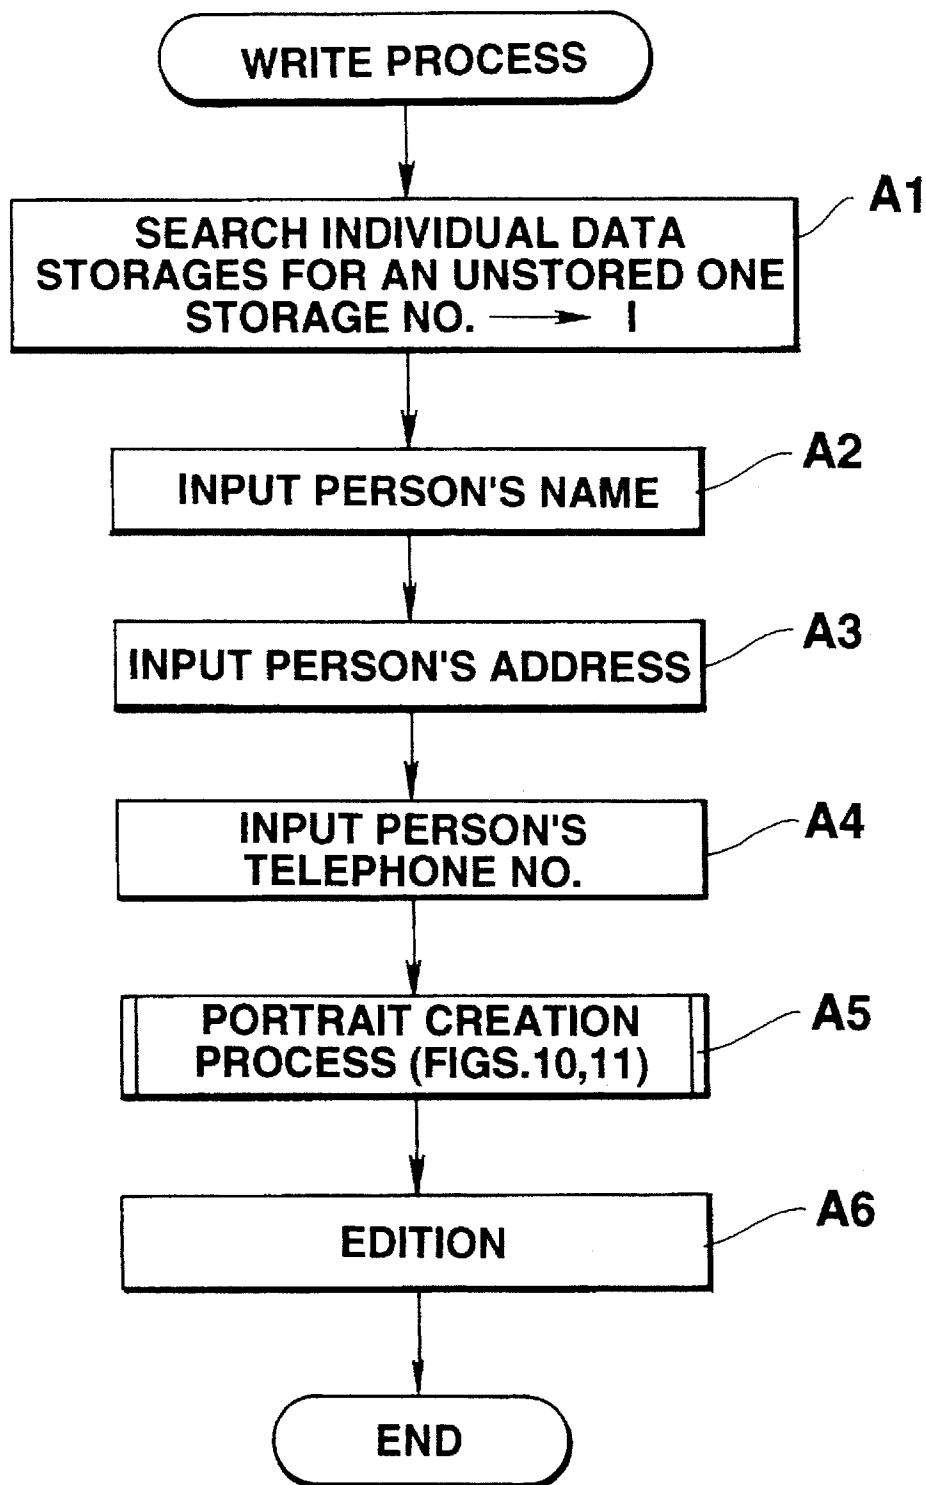 WRITE PROCESS
A1
SEARCH INDIVIDUAL DATA
STORAGES FOR AN UNSTORED ONE
STORAGE NO. → I
A2
INPUT PERSON'S NAME
A3
INPUT PERSON'S ADDRESS
A4
INPUT PERSON'S
TELEPHONE NO.
A5
PORTRAIT CREATION
PROCESS (FIGS.10,11)
A6
EDITION
END